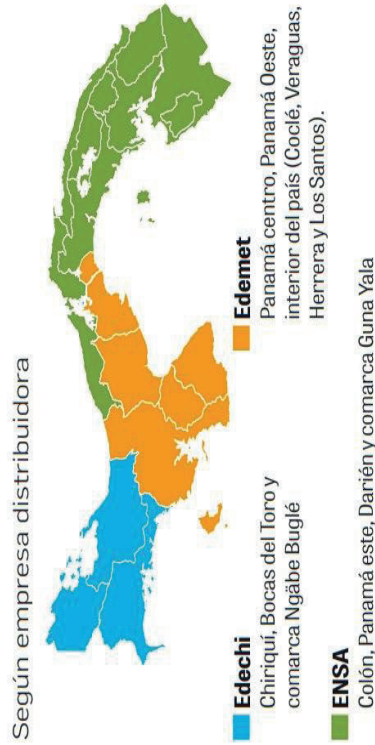 Según empresa distribuidora
Edechi
Chiriquí, Bocas del Toro y
comarca Ngäbe Buglé
Edemet
Panamá centro, Panamá Oeste,
interior del país (Coclé, Veraguas,
Herrera y Los Santos).
ENSA
Colón, Panamá este, Darién y comarca Guna Yala